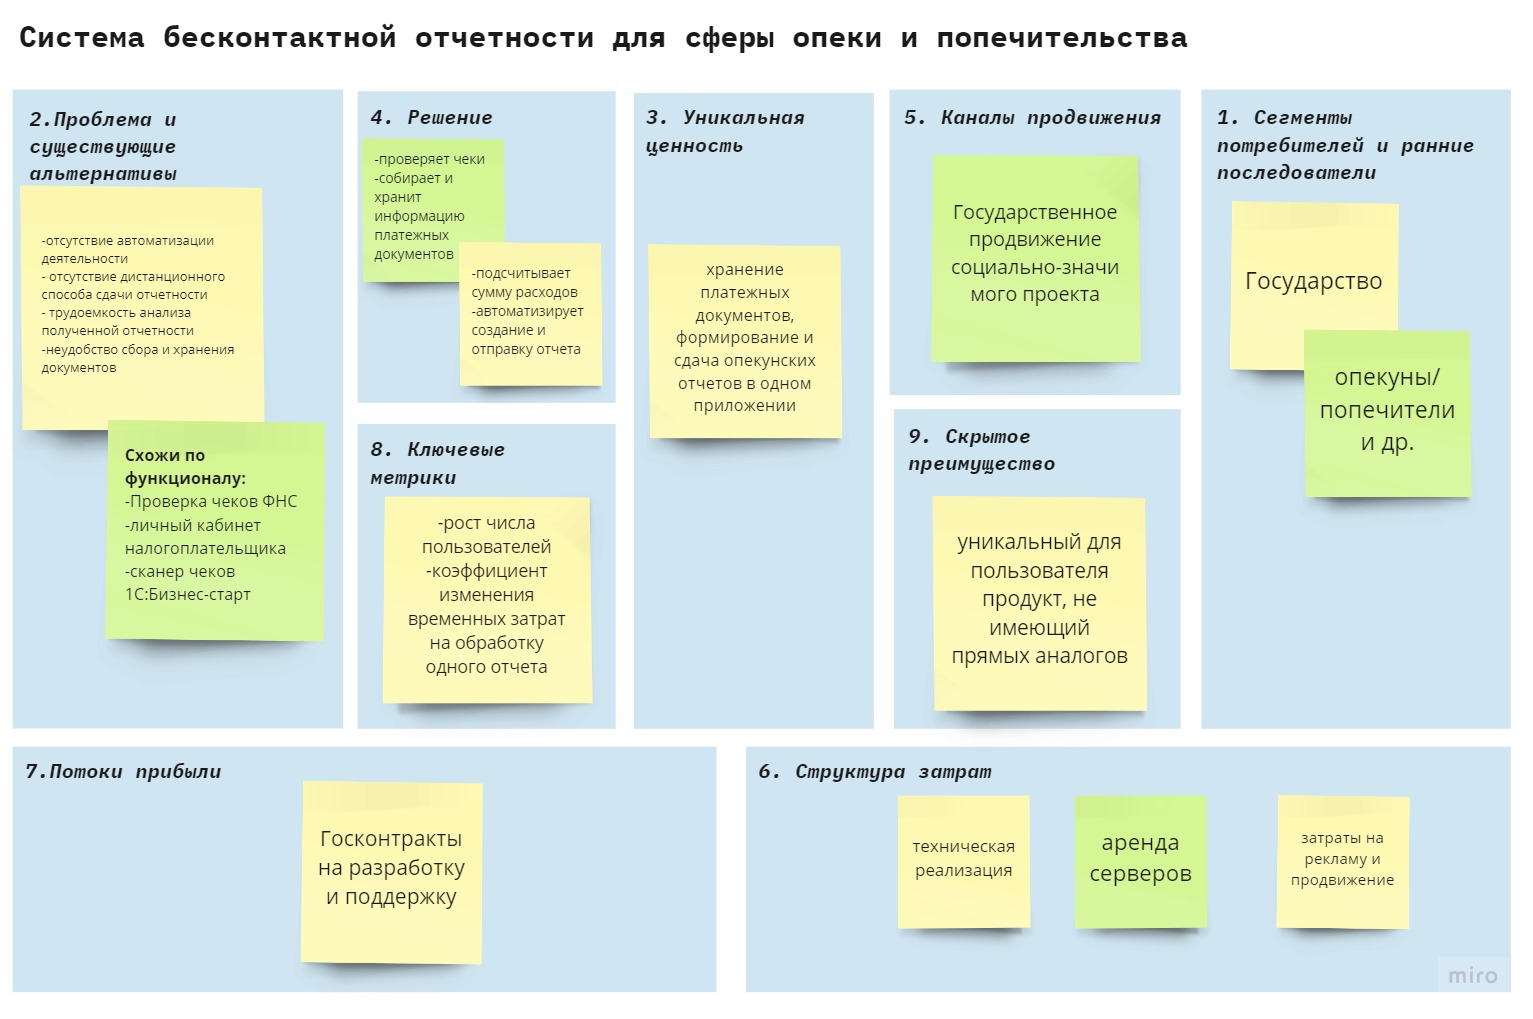 Система бесконтактной отчетности для сферы опеки и попечительства
2.Проблема и
существующие
альтернативы
-отсутствие автоматизации
деятельности
- отсутствие дистанционного
способа сдачи отчетности
- трудоемкость анализа
полученной отчетности
-неудобство сбора и хранения
документов
Схожи по
функционалу:
-Проверка чеков ФНС
-личный кабинет
налогоплательщика
-сканер чеков
1С:Бизнес-старт
4. Решение
-проверяет чеки
-собирает и
хранит
информацию
платежных
документов
-подсчитывает
сумму расходов
-автоматизирует
создание и
отправку отчета
8. Ключевые
метрики
-рост числа
пользователей
-коэффициент
изменения
временных затрат
на обработку
одного отчета
3. Уникальная
ценность
хранение
платежных
документов,
формирование и
сдача опекунских
отчетов в одном
приложении
5. Каналы продвижения
Государственное
продвижение
социально-значи
мого проекта
9. Скрытое
преимущество
уникальный для
пользователя
продукт, не
имеющий
прямых аналогов
1. Сегменты
потребителей и ранние
последователи
Государство
опекуны/
попечители
и др.
7.Потоки прибыли
Госконтракты
на разработку
и поддержку
6. Структура затрат
техническая
реализация
аренда
серверов
затраты на
рекламу и
продвижение
miro